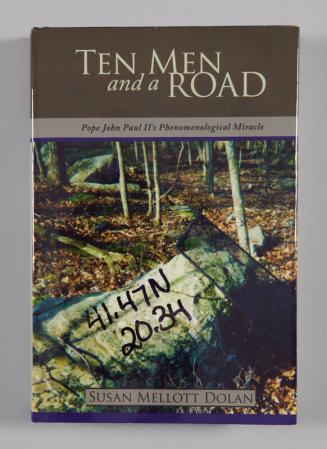 TEN MEN
and a ROAD
Pope John Paul II's Phenomenological Miracle
41.47N
20.34
SUSAN MELLOTT DOLAN